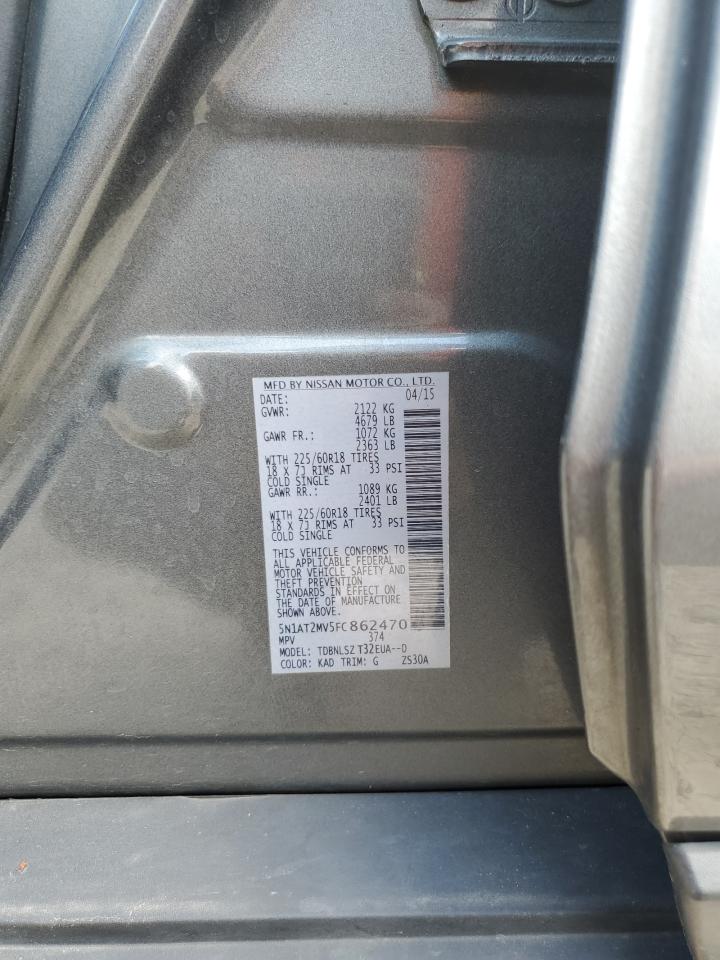 MFD BY NISSAN MOTOR CO., LTD.
DATE: 04/15
GVWR: 2122 KG
4679 LB
GAWR FR.: 1072 KG
2363 LB
WITH 225/60R18 TIRES
18 X 7J RIMS AT 33 PSI
COLD SINGLE
GAWR RR.: 1089 KG
2401 LB
WITH 225/60R18 TIRES
18 X 7J RIMS AT 33 PSI
COLD SINGLE
THIS VEHICLE CONFORMS TO
ALL APPLICABLE FEDERAL
MOTOR VEHICLE SAFETY AND
THEFT PREVENTION
STANDARDS IN EFFECT ON
THE DATE OF MANUFACTURE
SHOWN ABOVE.
5N1AT2MV5FC862470
MPV 374
MODEL: TDBNLSZ T32EUA--D
COLOR: KAD TRIM: G ZS30A